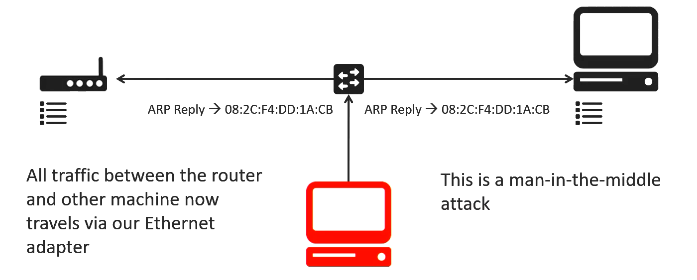 ARP Reply → 08:2C:F4:DD:1A:CB
ARP Reply → 08:2C:F4:DD:1A:CB
All traffic between the router
and other machine now
travels via our Ethernet
adapter
This is a man-in-the-middle
attack